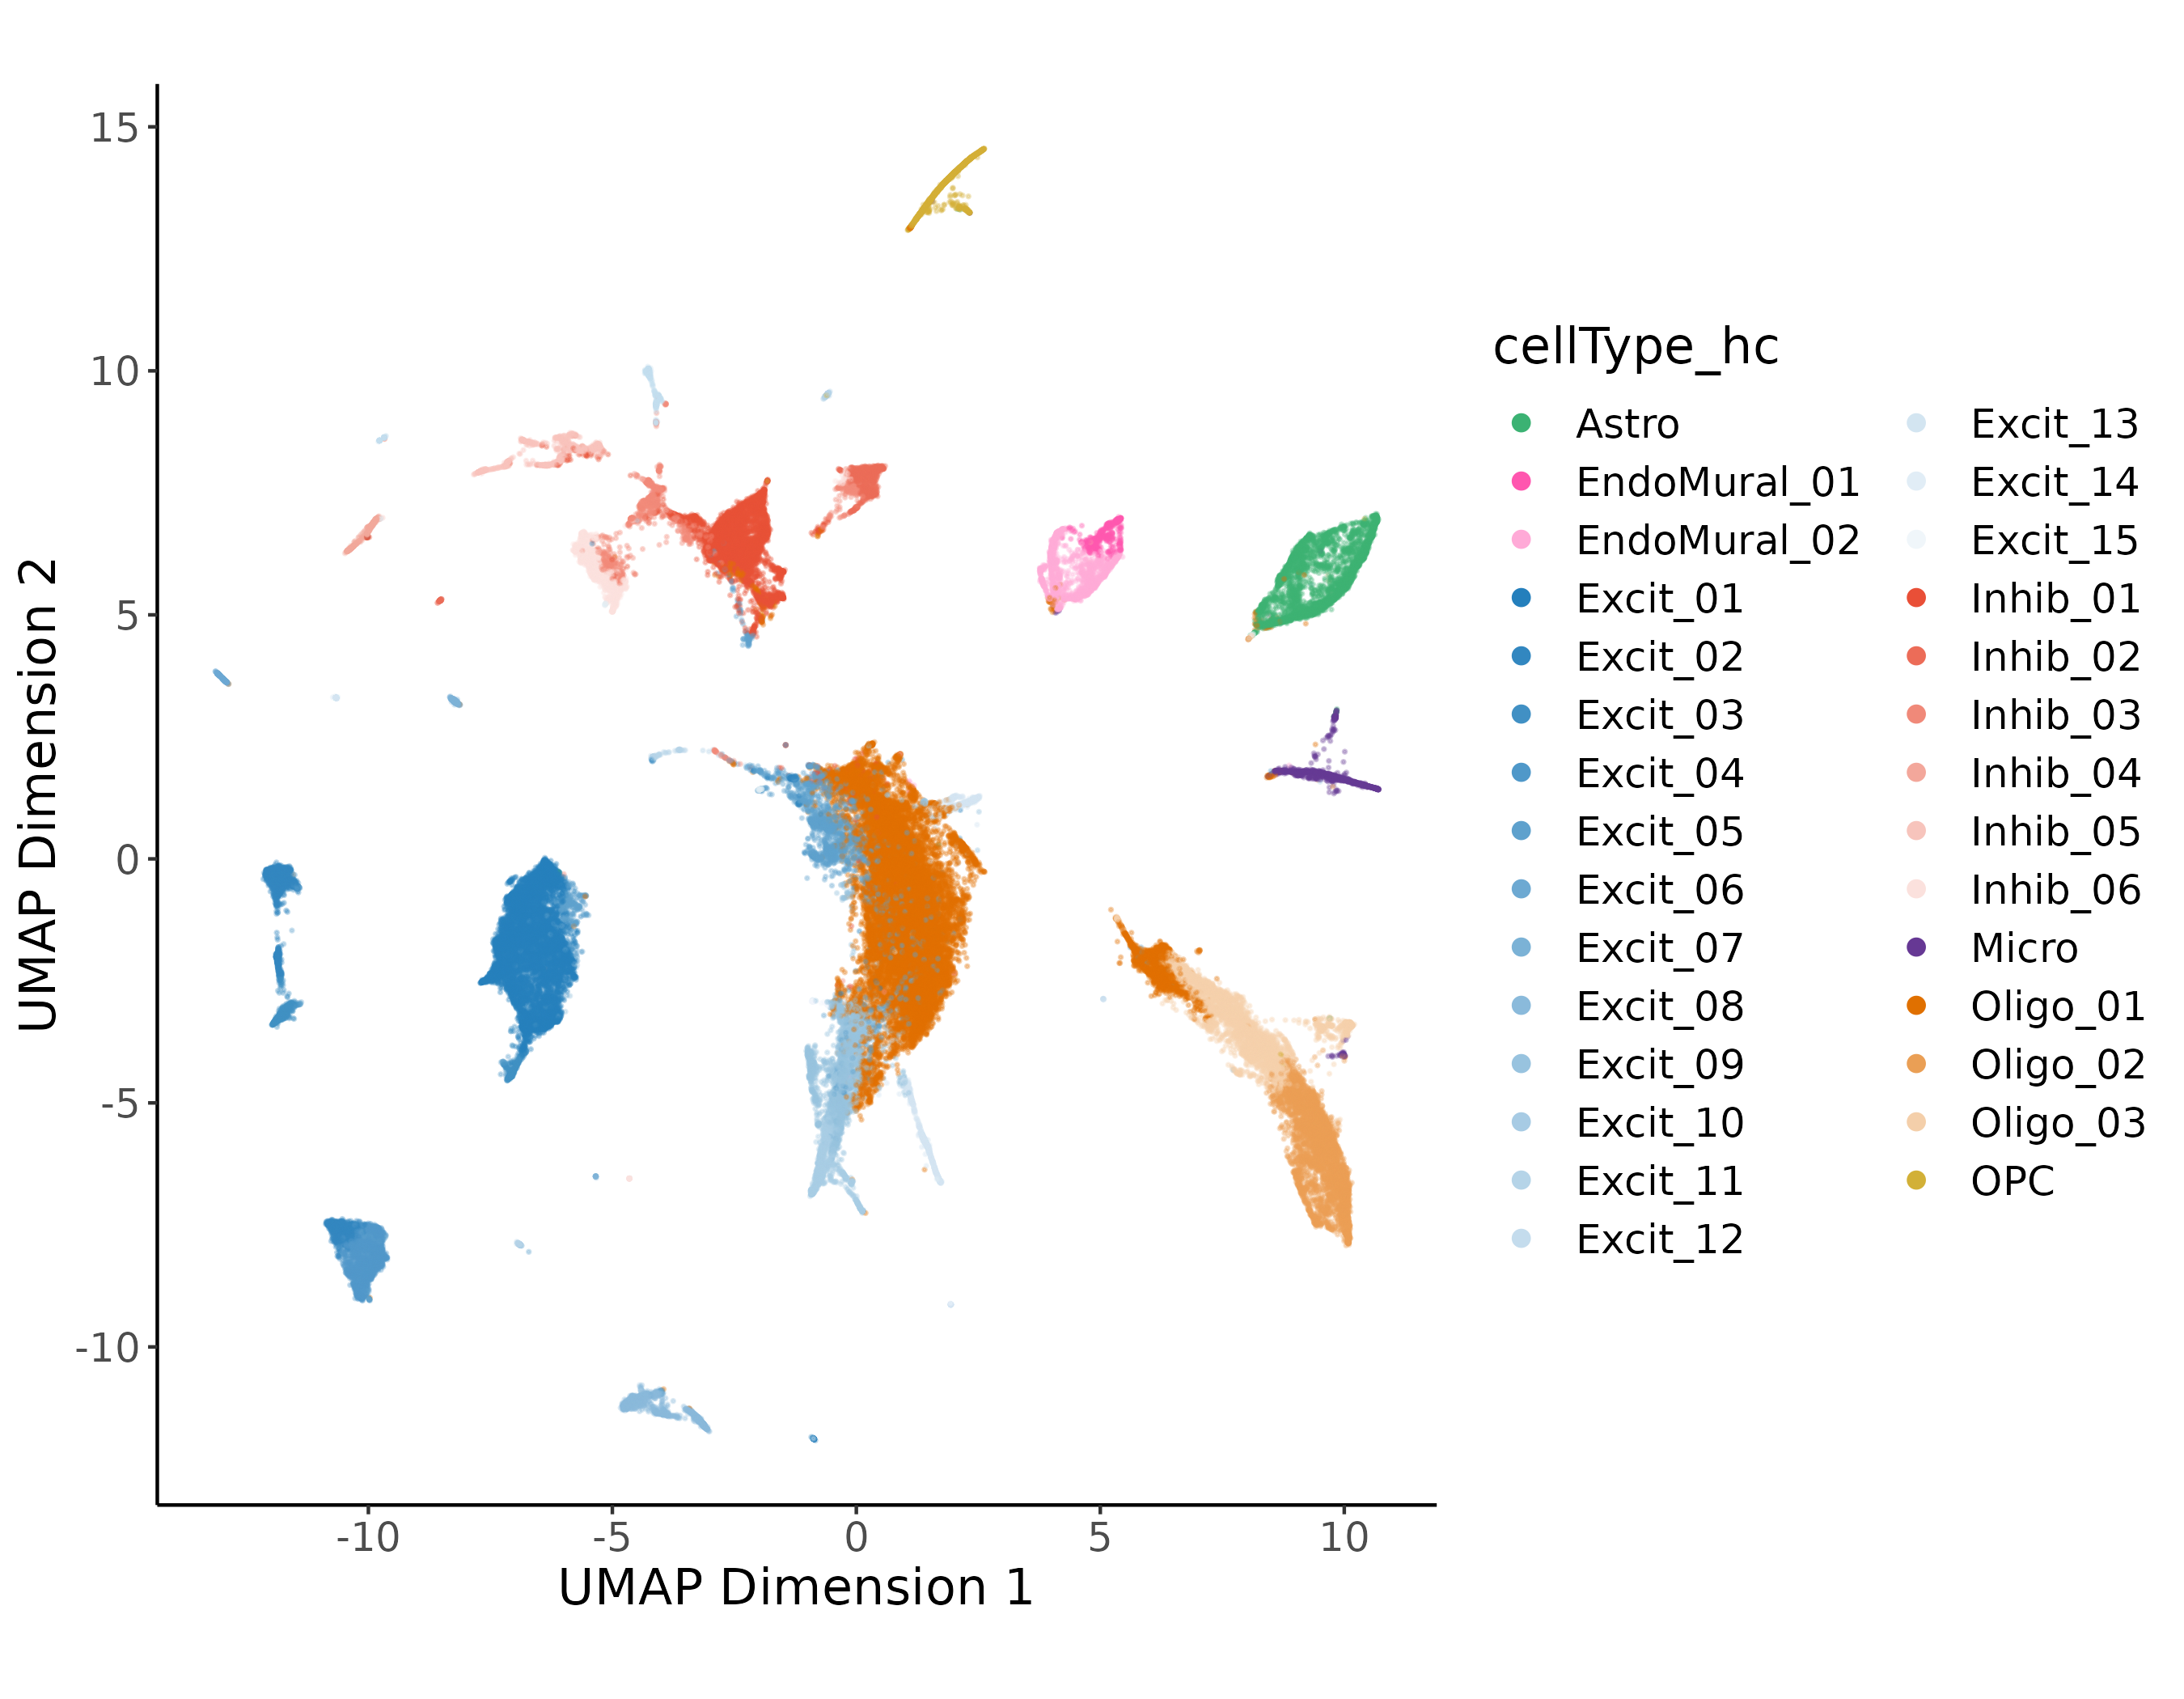 15
10
5
0
-5
-10
UMAP Dimension 2
-10
-5
0
5
10
UMAP Dimension 1
cellType_hc
Astro
EndoMural_01
EndoMural_02
Excit_01
Excit_02
Excit_03
Excit_04
Excit_05
Excit_06
Excit_07
Excit_08
Excit_09
Excit_10
Excit_11
Excit_12
Excit_13
Excit_14
Excit_15
Inhib_01
Inhib_02
Inhib_03
Inhib_04
Inhib_05
Inhib_06
Micro
Oligo_01
Oligo_02
Oligo_03
OPC